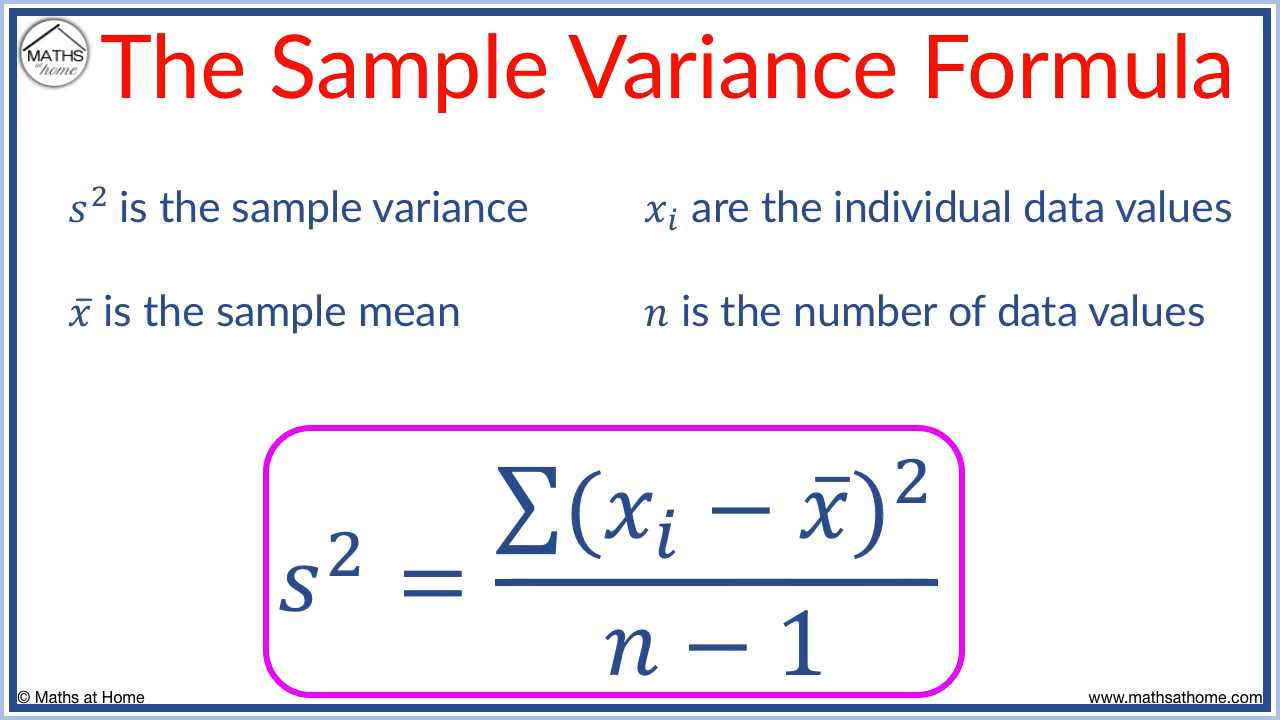 MATHS
at
home
The Sample Variance Formula
s² is the sample variance
xᵢ are the individual data values
x̄ is the sample mean
n is the number of data values
s² = ∑(xᵢ − x̄)² / n − 1
© Maths at Home
www.mathsathome.com